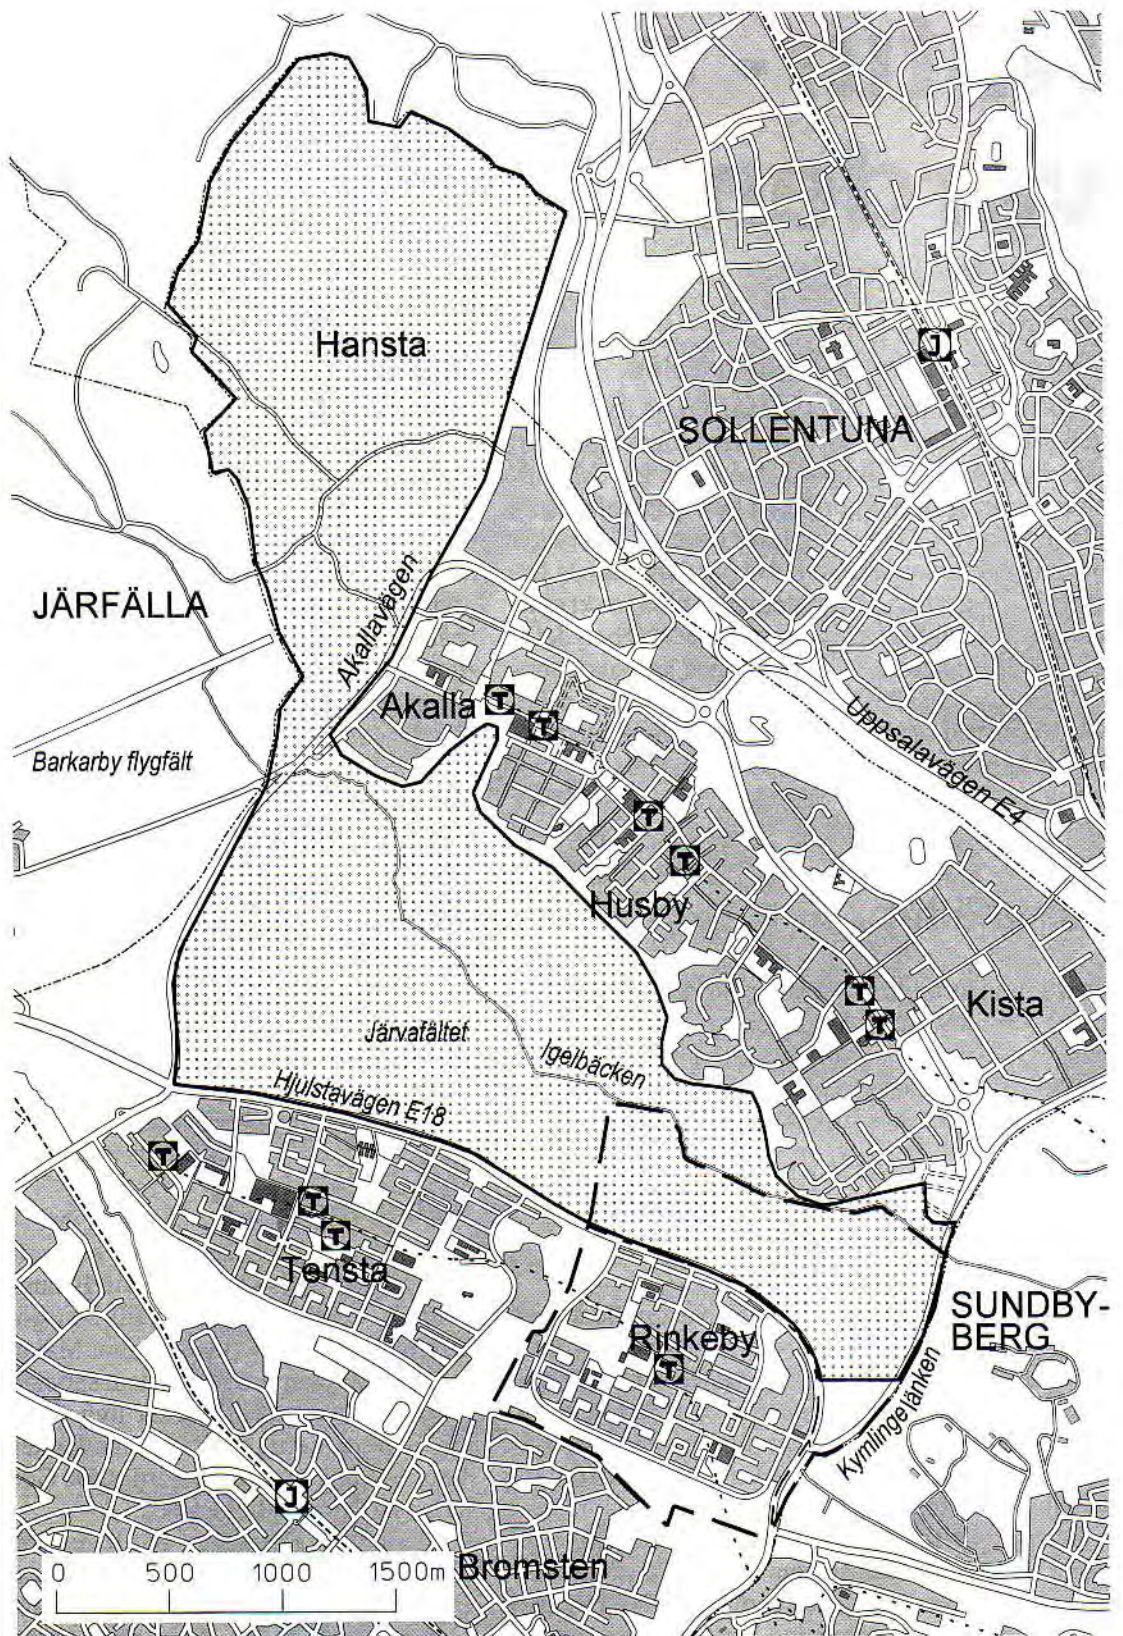 Hansta
J
SOLLENTUNA
JÄRFÄLLA
Akallavägen
Akalla
T
T
Uppsalavägen E4
Barkarby flygfält
T
T
Husby
T
T
Kista
Järvafältet
Igelbäcken
Hjulstavägen E18
T
T
T
Tensta
SUNDBY-
BERG
Rinkeby
T
Kymlingelänken
J
0 500 1000 1500m
Bromsten